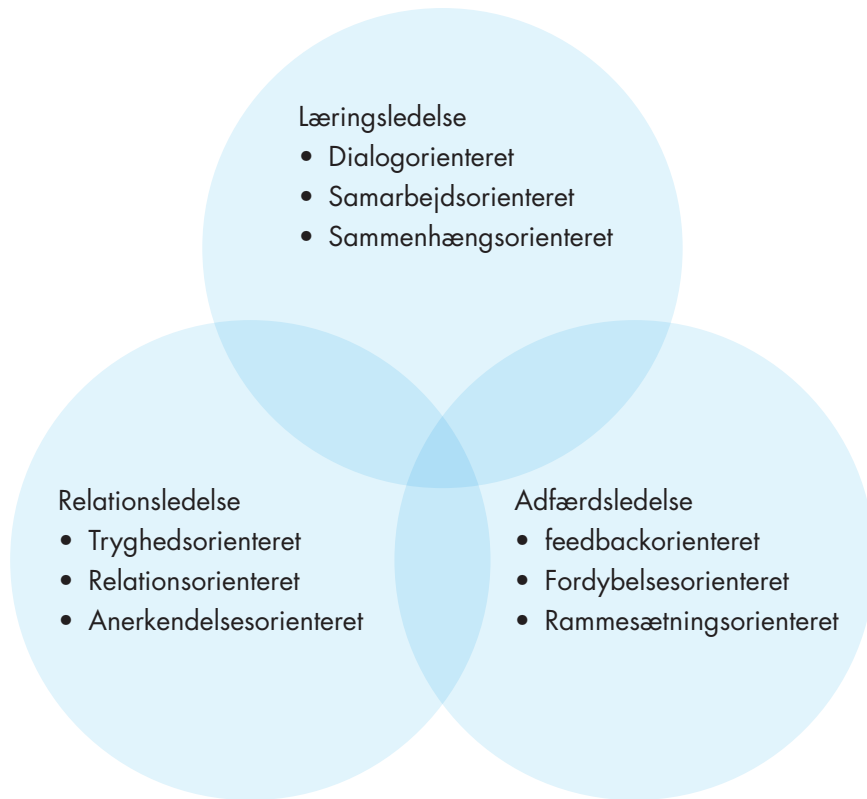 Læringsledelse
• Dialogorienteret
• Samarbejdsorienteret
• Sammenhængsorienteret
Relationsledelse
• Tryghedsorienteret
• Relationsorienteret
• Anerkendelsesorienteret
Adfærdsledelse
• feedbackorienteret
• Fordybelsesorienteret
• Rammesætningsorienteret